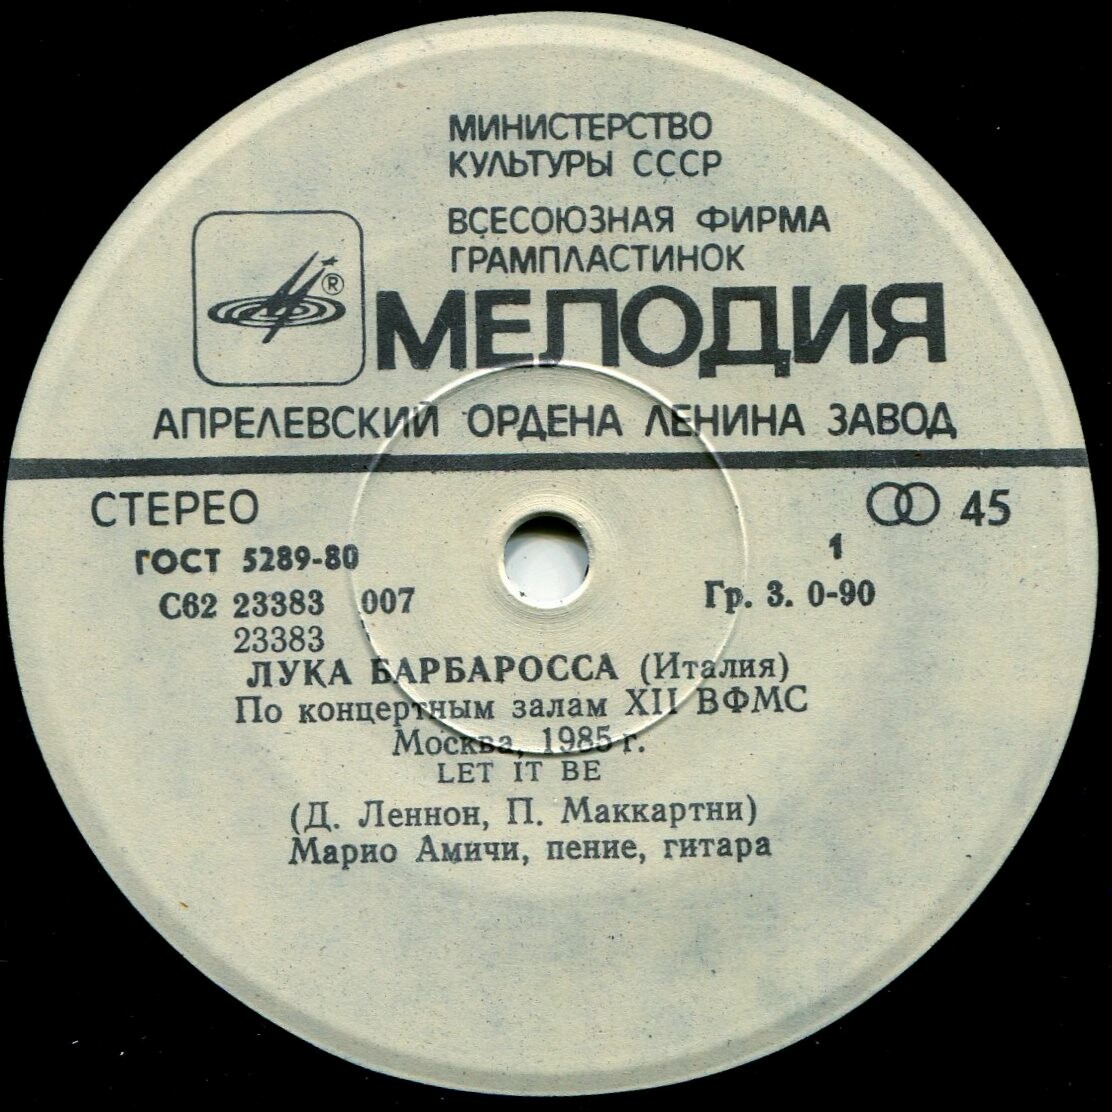 МИНИСТЕРСТВО
КУЛЬТУРЫ СССР
ВСЕСОЮЗНАЯ ФИРМА
ГРАМПЛАСТИНОК
®
МЕЛОДИЯ
АПРЕЛЕВСКИЙ ОРДЕНА ЛЕНИНА ЗАВОД
СТЕРЕО 45
ГОСТ 5289-80 1
С62 23383 007 Гр. 3. 0-90
23383
ЛУКА БАРБАРОССА (Италия)
По концертным залам XII ВФМС
Москва, 1985 г.
LET IT BE
(Д. Леннон, П. Маккартни)
Марио Амичи, пение, гитара